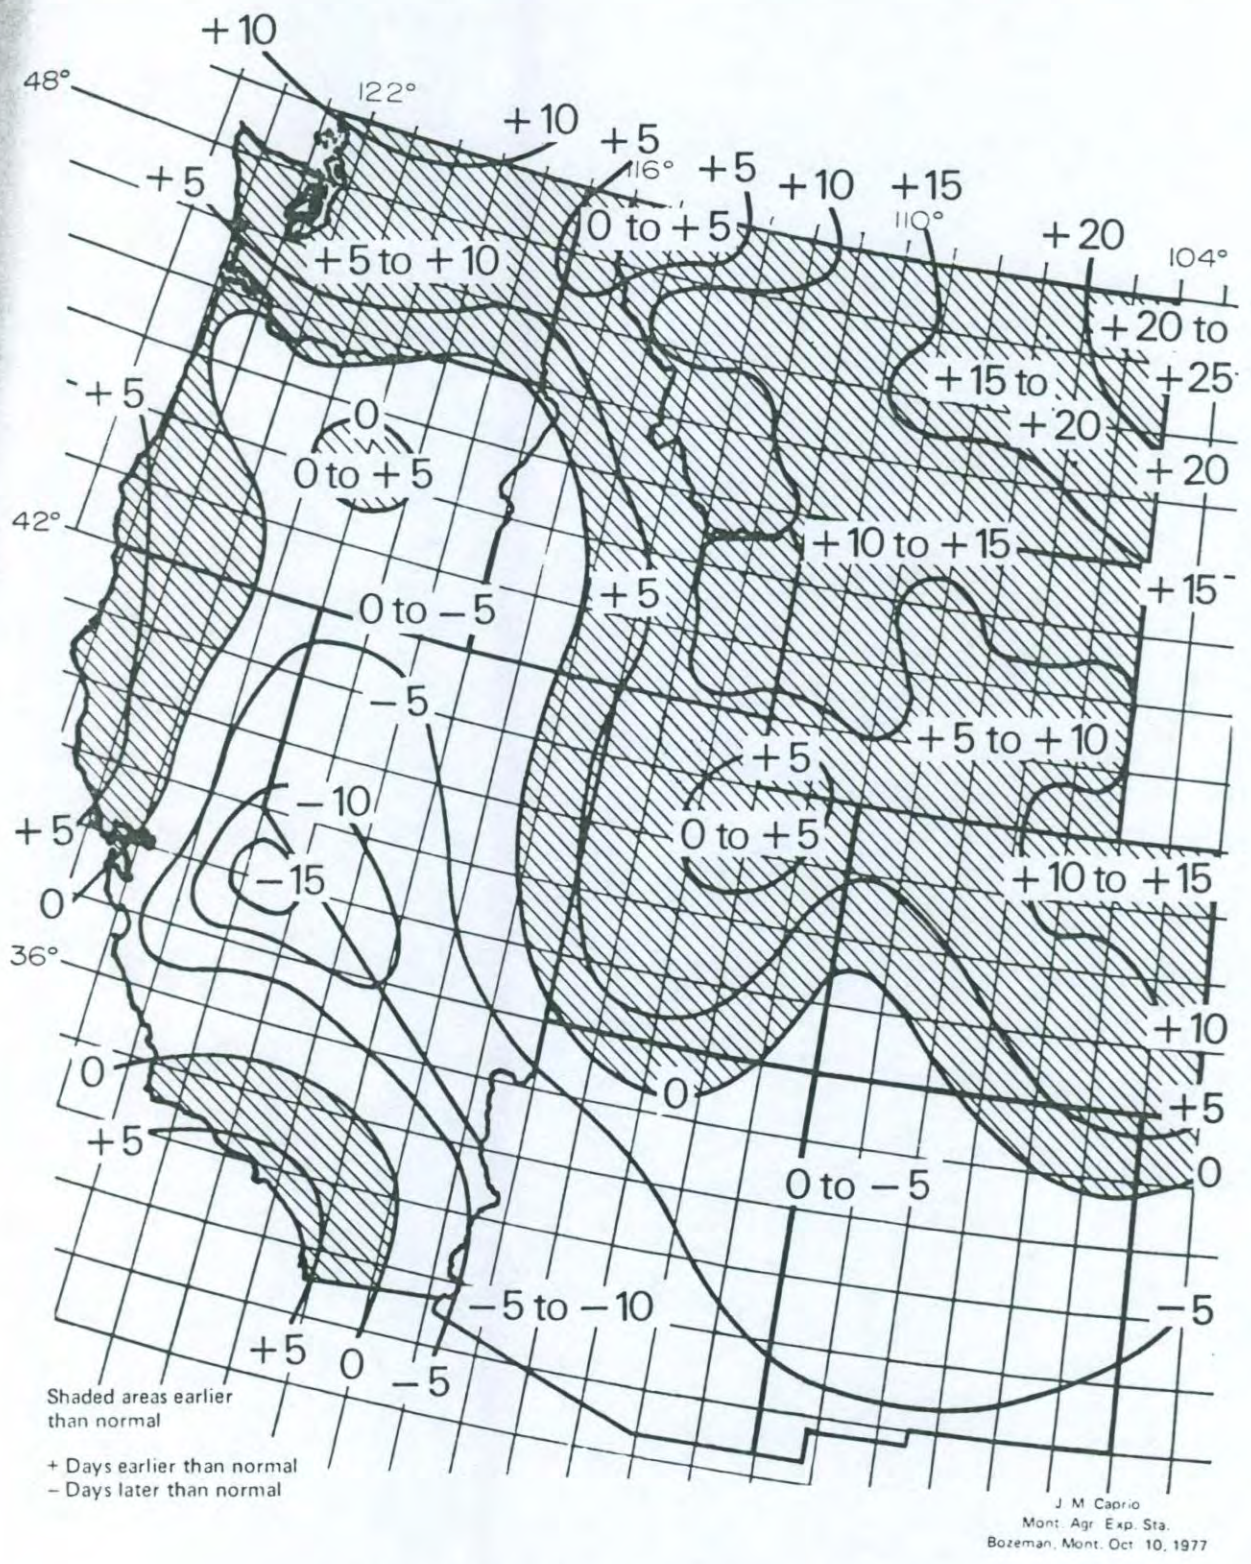 +10
48°
122°
+10
+5
116°
+5
+10
+15
110°
+20
104°
+5
0 to +5
+5 to +10
+20 to
+25
+15 to
+20
+5
0
0 to +5
+20
42°
+10 to +15
+15
0 to −5
+5
−5
+5 to +10
+5
−10
0 to +5
+5
−15
+10 to +15
0
36°
+10
0
0
+5
+5
0 to −5
0
−5 to −10
−5
+5
0
−5
Shaded areas earlier
than normal
+ Days earlier than normal
− Days later than normal
J M Caprio
Mont. Agr Exp. Sta.
Bozeman, Mont. Oct 10, 1977